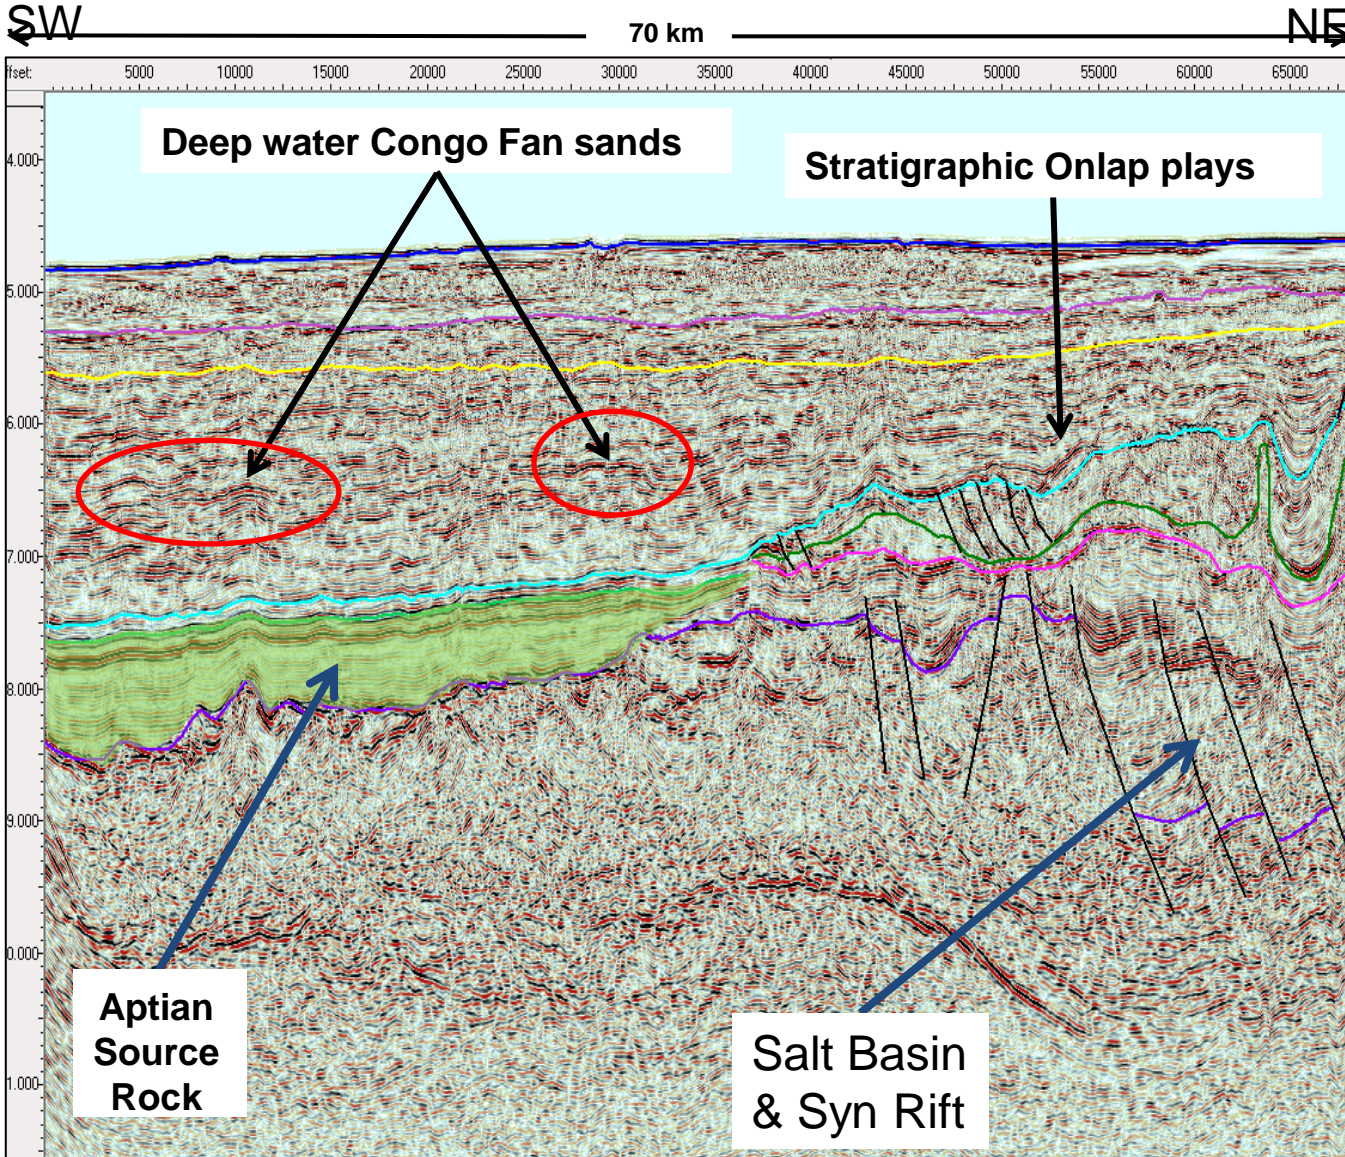 SW
70 km
NE
ffset: 5000 10000 15000 20000 25000 30000 35000 40000 45000 50000 55000 60000 65000
Deep water Congo Fan sands
Stratigraphic Onlap plays
4.000
5.000
6.000
7.000
8.000
9.000
0.000
1.000
Aptian
Source
Rock
Salt Basin
& Syn Rift